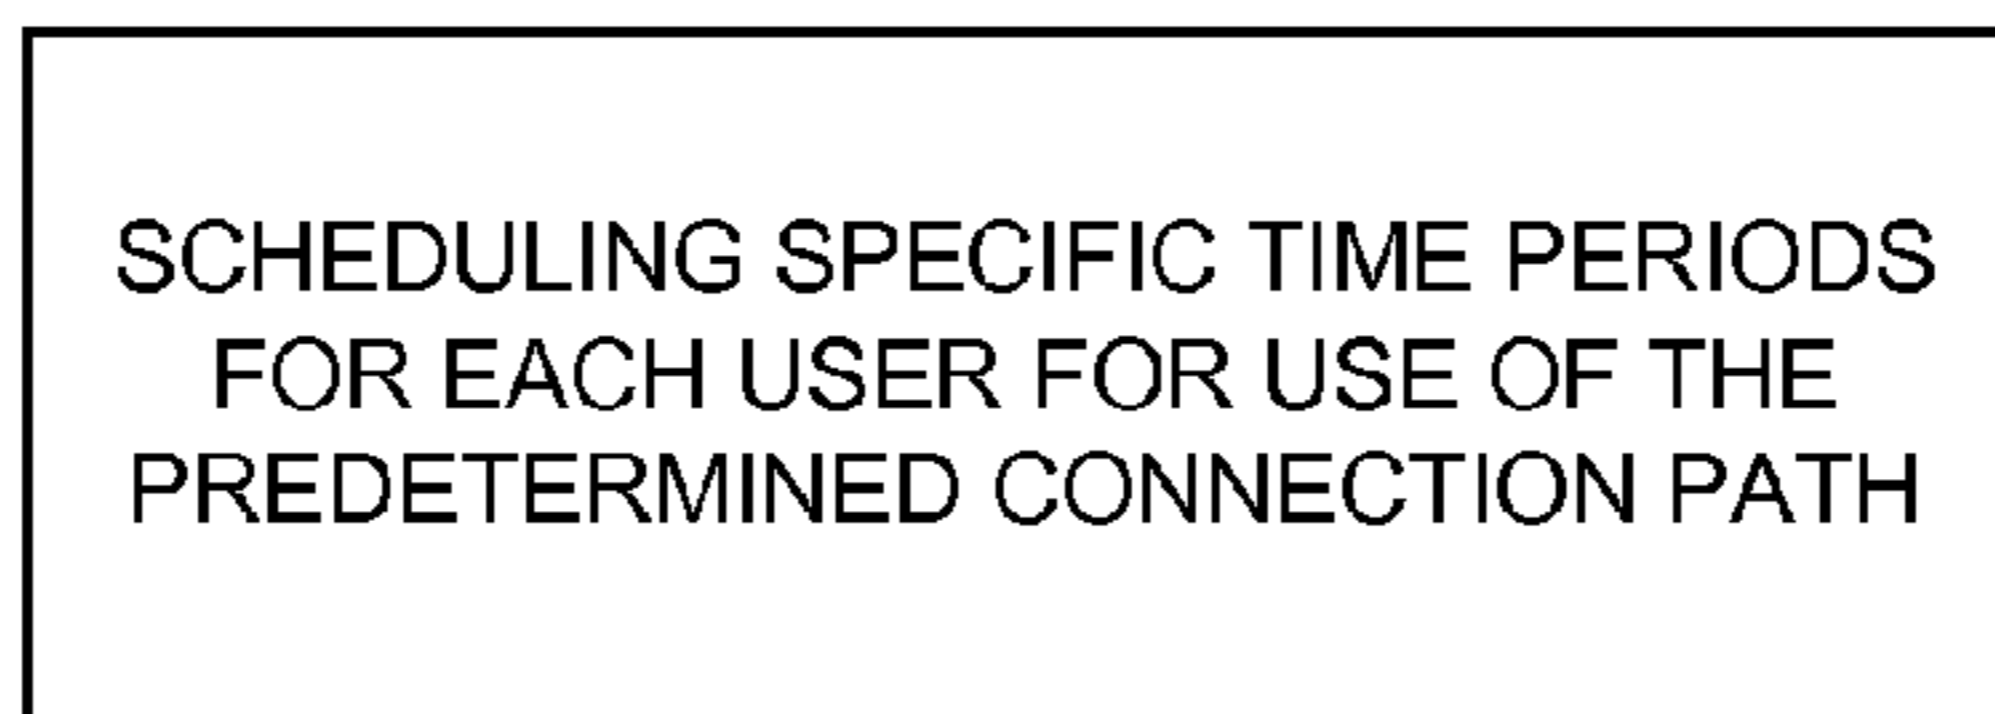 SCHEDULING SPECIFIC TIME PERIODS
FOR EACH USER FOR USE OF THE
PREDETERMINED CONNECTION PATH